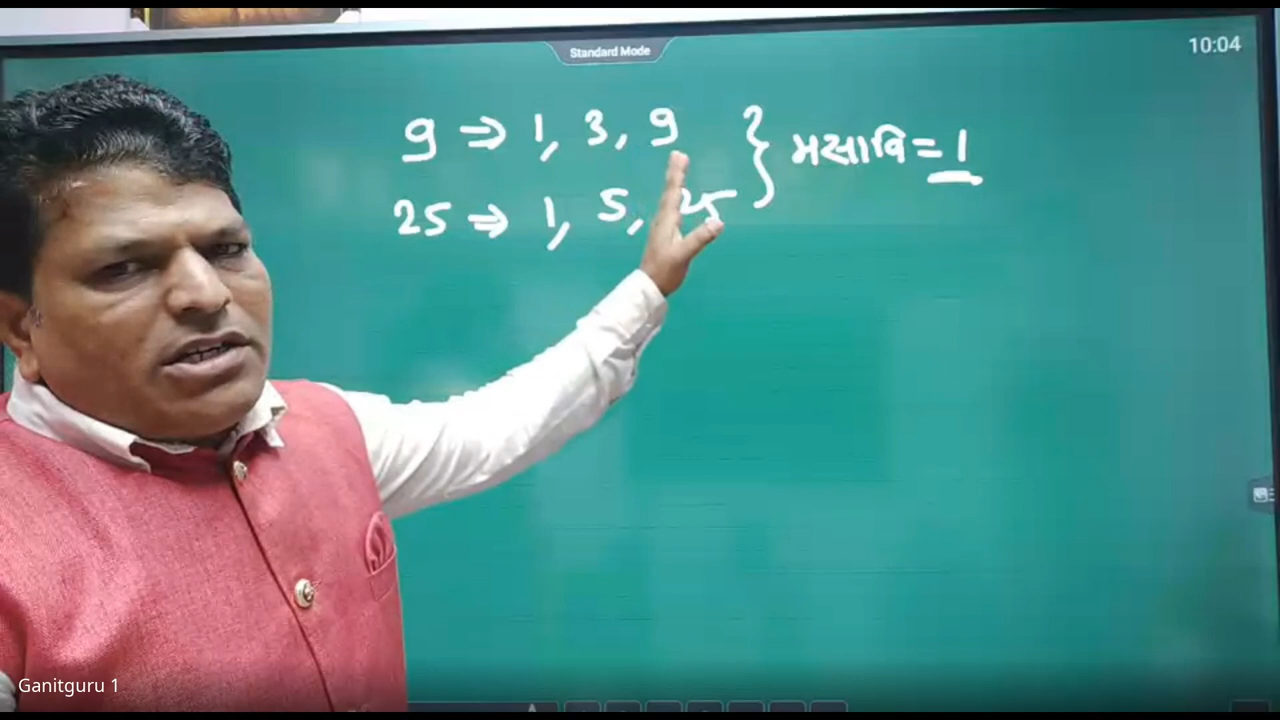 Standard Mode
10:04
9 ⇒ 1, 3, 9
25 ⇒ 1, 5, 25
} મસાવિ = 1
Ganitguru 1